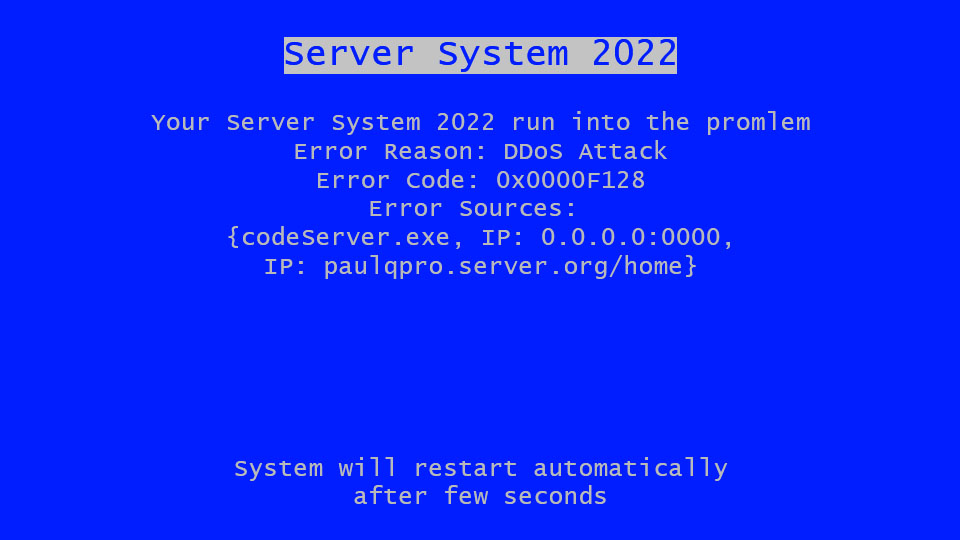 Server System 2022
Your Server System 2022 run into the promlem
Error Reason: DDoS Attack
Error Code: 0x0000F128
Error Sources:
{codeServer.exe, IP: 0.0.0.0:0000,
IP: paulqpro.server.org/home}
System will restart automatically
after few seconds